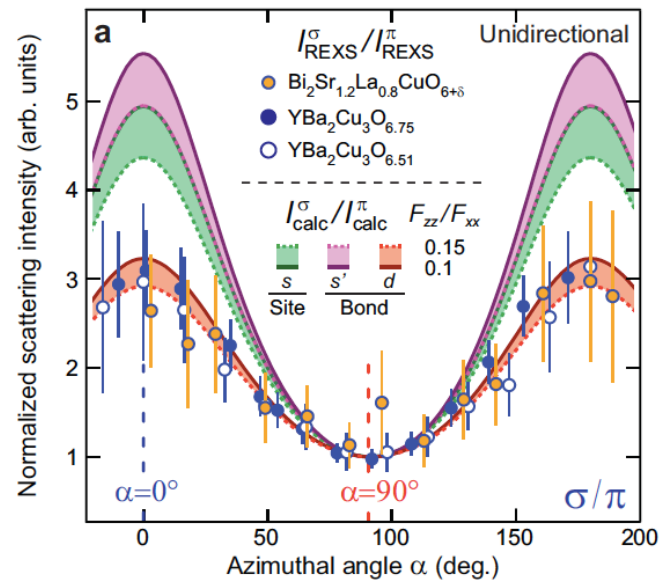 a
I^σ_REXS/I^π_REXS
Unidirectional
Bi₂Sr₁.₂La₀.₈CuO₆₊δ
YBa₂Cu₃O₆.₇₅
YBa₂Cu₃O₆.₅₁
I^σ_calc/I^π_calc F_zz/F_xx
0.15
0.1
s s' d
Site Bond
α=0° α=90° σ/π
Normalized scattering intensity (arb. units)
5
4
3
2
1
0 50 100 150 200
Azimuthal angle α (deg.)